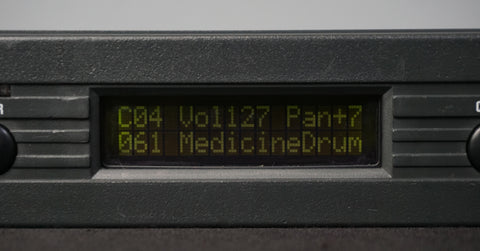 C04 Vol127 Pan+7
061 MedicineDrum